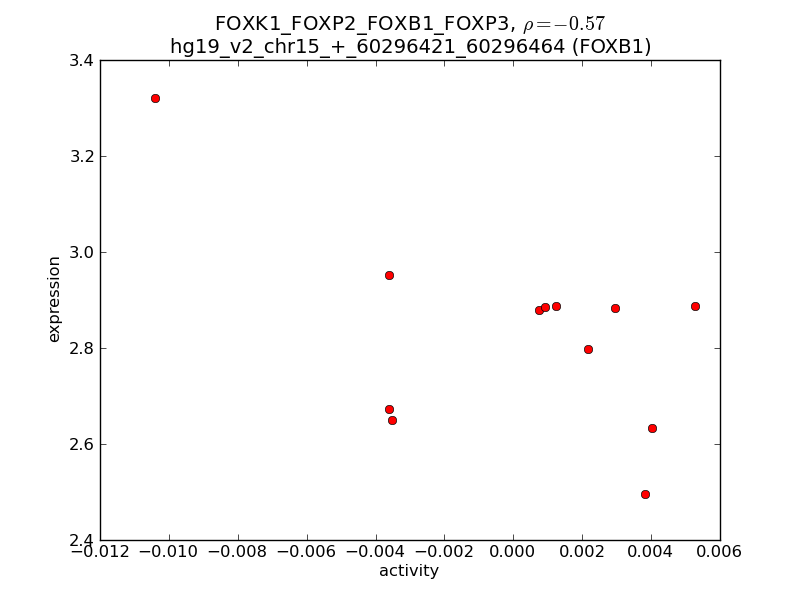 FOXK1_FOXP2_FOXB1_FOXP3, ρ=−0.57
hg19_v2_chr15_+_60296421_60296464 (FOXB1)
3.4
3.2
3.0
2.8
2.6
2.4
expression
−0.012 −0.010 −0.008 −0.006 −0.004 −0.002 0.000 0.002 0.004 0.006
activity